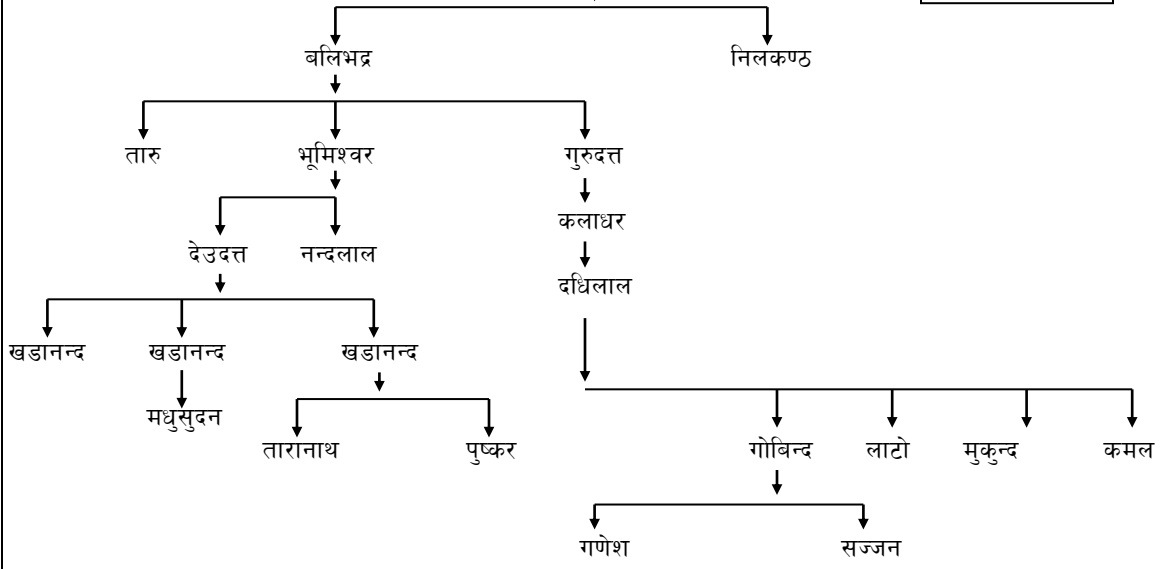 बलिभद्र निलकण्ठ
तारु भूमिश्वर गुरुदत्त
कलाधर
देउदत्त नन्दलाल
दधिलाल
खडानन्द खडानन्द खडानन्द
मधुसुदन
तारानाथ पुष्कर गोबिन्द लाटो मुकुन्द कमल
गणेश सज्जन